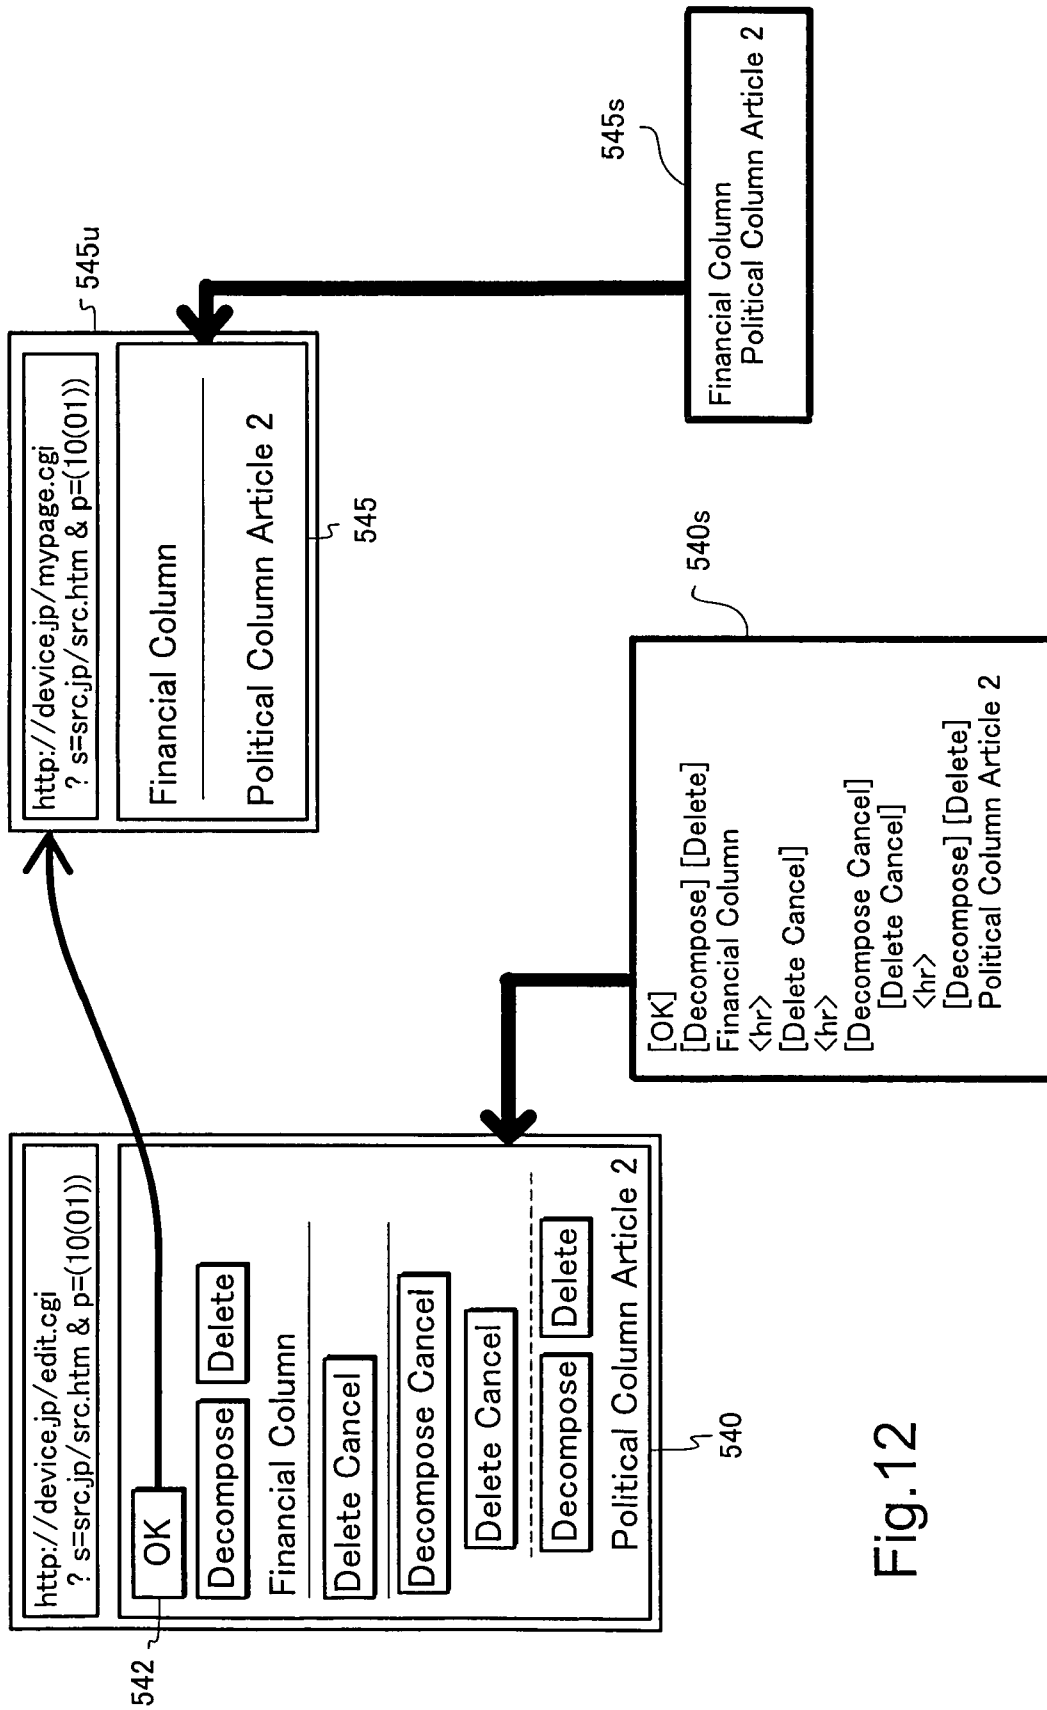 http://device.jp/edit.cgi
? s=src.jp/src.htm & p=(10(01))
542
OK
Decompose Delete
Financial Column
Delete Cancel
Decompose Cancel
Delete Cancel
Decompose Delete
Political Column Article 2
540
http://device.jp/mypage.cgi
? s=src.jp/src.htm & p=(10(01))
545u
Financial Column
Political Column Article 2
545
[OK]
[Decompose] [Delete]
Financial Column
<hr>
[Delete Cancel]
<hr>
[Decompose Cancel]
[Delete Cancel]
<hr>
[Decompose] [Delete]
Political Column Article 2
540s
545s
Financial Column
Political Column Article 2
Fig.12